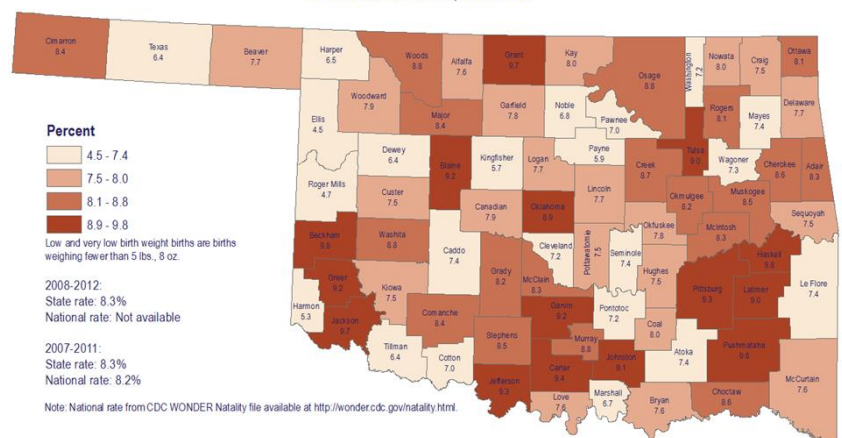 Cimarron
8.4
Texas
6.4
Beaver
7.7
Harper
6.5
Woods
8.8
Alfalfa
7.6
Grant
9.7
Kay
8.0
Osage
8.8
Washington
7.2
Nowata
8.0
Craig
7.5
Ottawa
8.1
Ellis
4.5
Woodward
7.9
Major
8.4
Garfield
7.8
Noble
6.8
Pawnee
7.0
Rogers
8.1
Mayes
7.4
Delaware
7.7
Percent
4.5 - 7.4
7.5 - 8.0
8.1 - 8.8
8.9 - 9.8
Low and very low birth weight births are births
weighing fewer than 5 lbs., 8 oz.
2008-2012:
State rate: 8.3%
National rate: Not available
2007-2011:
State rate: 8.3%
National rate: 8.2%
Note: National rate from CDC WONDER Natality file available at http://wonder.cdc.gov/natality.html.
Dewey
6.4
Blaine
9.2
Kingfisher
5.7
Logan
7.7
Payne
5.9
Creek
8.7
Tulsa
9.0
Wagoner
7.3
Cherokee
8.6
Adair
8.3
Roger Mills
4.7
Custer
7.5
Canadian
7.9
Oklahoma
8.9
Lincoln
7.7
Okmulgee
8.2
Muskogee
8.5
Okfuskee
7.8
McIntosh
8.3
Sequoyah
7.5
Beckham
Washita
8.8
Caddo
7.4
Grady
8.2
Cleveland
7.2
McClain
8.3
Pottawatomie
7.5
Seminole
7.4
Hughes
7.5
Haskell
Pittsburg
9.3
Latimer
9.0
Le Flore
7.4
Greer
9.2
Harmon
5.3
Jackson
9.7
Kiowa
7.5
Comanche
8.4
Tillman
6.4
Cotton
7.0
Stephens
8.5
Garvin
9.2
Murray
8.8
Pontotoc
7.2
Coal
8.0
Atoka
7.4
Pushmataha
Jefferson
9.3
Carter
9.4
Johnston
9.1
Love
7.6
Marshall
6.7
Bryan
7.6
Choctaw
8.6
McCurtain
7.6